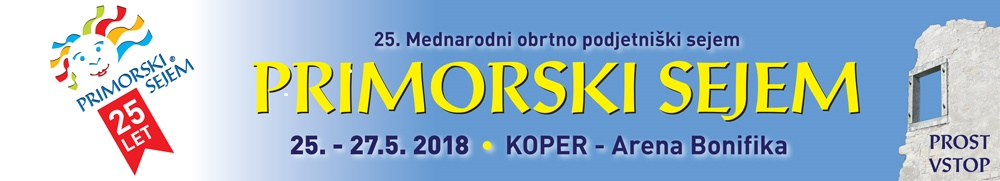 PRIMORSKI
SEJEM®
25
LET
25. Mednarodni obrtno podjetniški sejem
PRIMORSKI SEJEM
25. - 27.5. 2018 • KOPER - Arena Bonifika
PROST
VSTOP